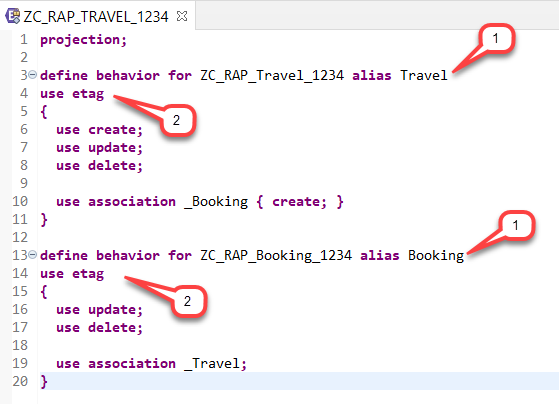 ZC_RAP_TRAVEL_1234
1 projection;
2
3 define behavior for ZC_RAP_Travel_1234 alias Travel
1
4 use etag
2
5 {
6 use create;
7 use update;
8 use delete;
9
10 use association _Booking { create; }
11 }
12
13 define behavior for ZC_RAP_Booking_1234 alias Booking
1
14 use etag
2
15 {
16 use update;
17 use delete;
18
19 use association _Travel;
20 }